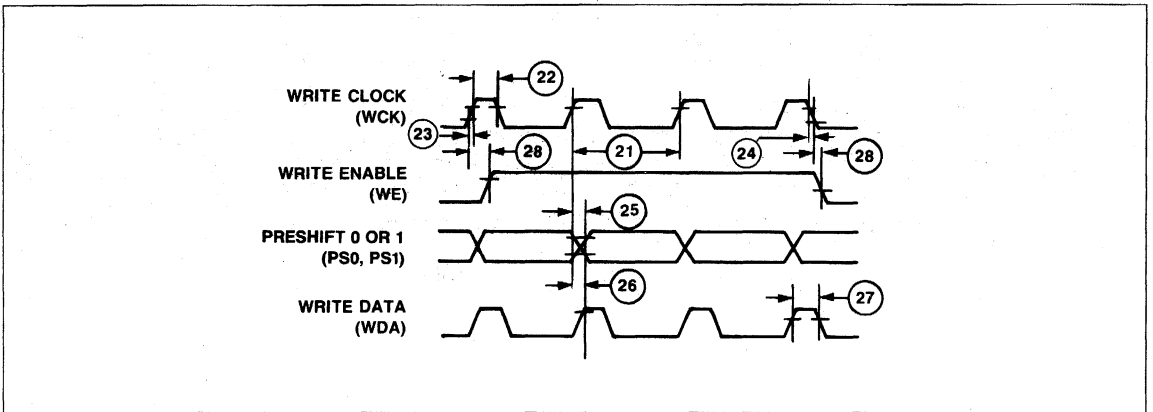 22
WRITE CLOCK
(WCK)
23
28
21
24
28
WRITE ENABLE
(WE)
25
PRESHIFT 0 OR 1
(PS0, PS1)
26
WRITE DATA
(WDA)
27